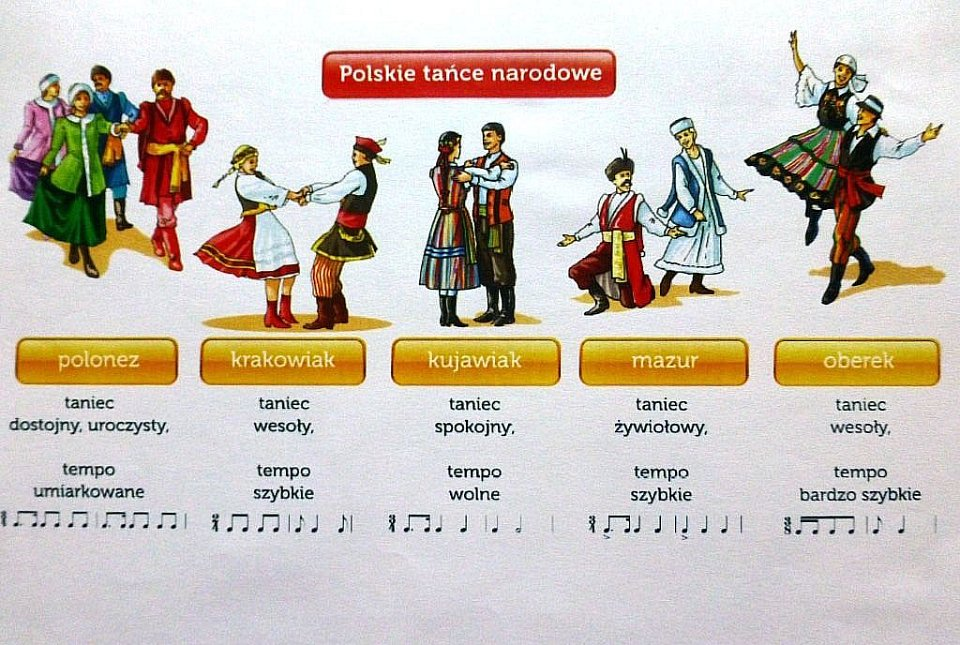 Polskie tańce narodowe
polonez
krakowiak
kujawiak
mazur
oberek
taniec
dostojny, uroczysty,
tempo
umiarkowane
taniec
wesoły,
tempo
szybkie
taniec
spokojny,
tempo
wolne
taniec
żywiołowy,
tempo
szybkie
taniec
wesoły,
tempo
bardzo szybkie